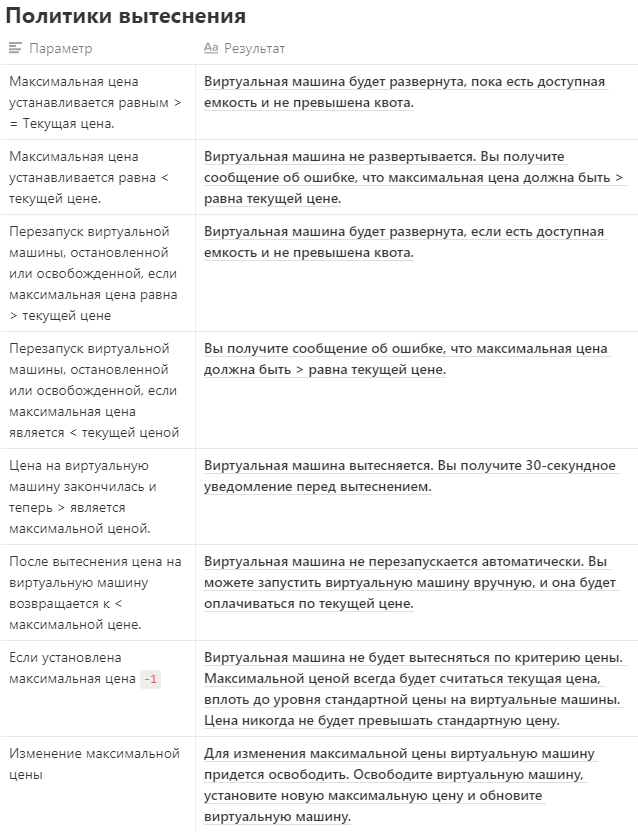 Политики вытеснения
Параметр
Результат
Максимальная цена
устанавливается равным >
= Текущая цена.
Виртуальная машина будет развернута, пока есть доступная
емкость и не превышена квота.
Максимальная цена
устанавливается равна <
текущей цене.
Виртуальная машина не развертывается. Вы получите
сообщение об ошибке, что максимальная цена должна быть >
равна текущей цене.
Перезапуск виртуальной
машины, остановленной
или освобожденной, если
максимальная цена равна
> текущей цене
Виртуальная машина будет развернута, если есть доступная
емкость и не превышена квота.
Перезапуск виртуальной
машины, остановленной
или освобожденной, если
максимальная цена
является < текущей ценой
Вы получите сообщение об ошибке, что максимальная цена
должна быть > равна текущей цене.
Цена на виртуальную
машину закончилась и
теперь > является
максимальной ценой.
Виртуальная машина вытесняется. Вы получите 30-секундное
уведомление перед вытеснением.
После вытеснения цена на
виртуальную машину
возвращается к <
максимальной цене.
Виртуальная машина не перезапускается автоматически. Вы
можете запустить виртуальную машину вручную, и она будет
оплачиваться по текущей цене.
Если установлена
максимальная цена -1
Виртуальная машина не будет вытесняться по критерию цены.
Максимальной ценой всегда будет считаться текущая цена,
вплоть до уровня стандартной цены на виртуальные машины.
Цена никогда не будет превышать стандартную цену.
Изменение максимальной
цены
Для изменения максимальной цены виртуальную машину
придется освободить. Освободите виртуальную машину,
установите новую максимальную цену и обновите
виртуальную машину.